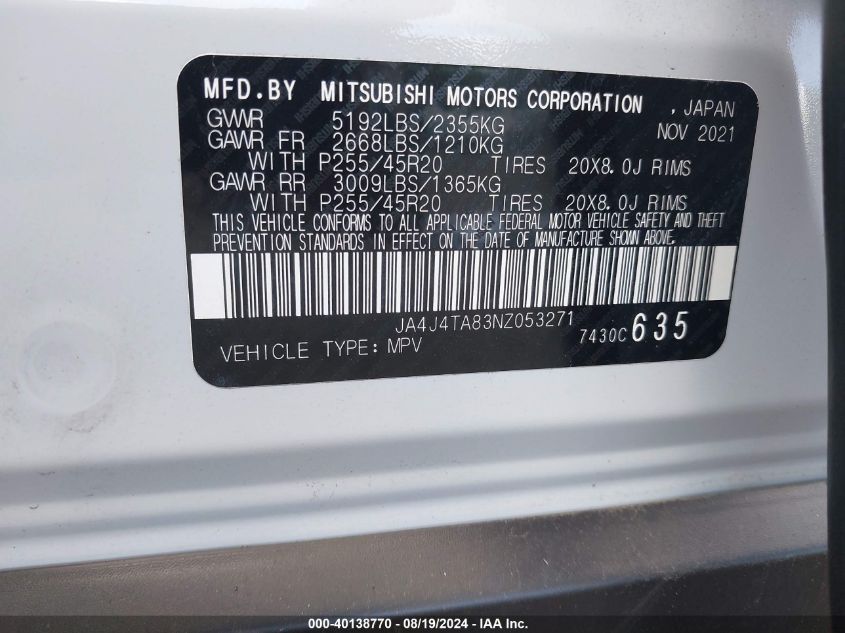 MFD.BY MITSUBISHI MOTORS CORPORATION , JAPAN
GVWR 5192LBS/2355KG NOV 2021
GAWR FR 2668LBS/1210KG
WITH P255/45R20 TIRES 20X8.0J RIMS
GAWR RR 3009LBS/1365KG
WITH P255/45R20 TIRES 20X8.0J RIMS
THIS VEHICLE CONFORMS TO ALL APPLICABLE FEDERAL MOTOR VEHICLE SAFETY AND THEFT
PREVENTION STANDARDS IN EFFECT ON THE DATE OF MANUFACTURE SHOWN ABOVE.
JA4J4TA83NZ053271
VEHICLE TYPE: MPV 7430C 635
000-40138770 - 08/19/2024 - IAAI.COM